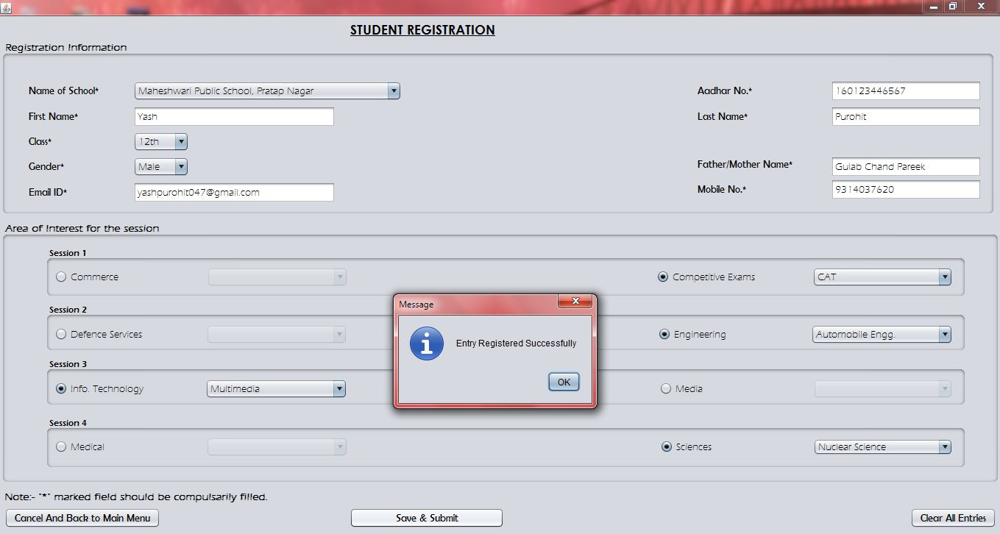 STUDENT REGISTRATION
Registration Information
Name of School* Maheshwari Public School, Pratap Nagar Aadhar No.* 160123446567
First Name* Yash Last Name* Purohit
Class* 12th
Gender* Male Father/Mother Name* Gulab Chand Pareek
Email ID* yashpurohit047@gmail.com Mobile No.* 9314037620
Area of Interest for the session
Session 1
Commerce Competitive Exams CAT
Session 2
Defence Services Engineering Automobile Engg.
Session 3
Info. Technology Multimedia Media
Session 4
Medical Sciences Nuclear Science
Message
Entry Registered Successfully
OK
Note:- "*" marked field should be compulsarily filled.
Cancel And Back to Main Menu Save & Submit Clear All Entries